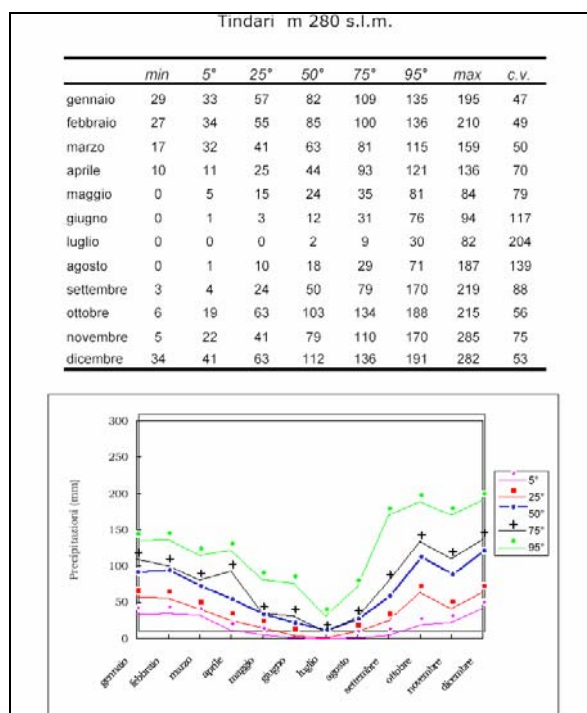 Tindari m 280 s.l.m.
min 5° 25° 50° 75° 95° max c.v.
gennaio 29 33 57 82 109 135 195 47
febbraio 27 34 55 85 100 136 210 49
marzo 17 32 41 63 81 115 159 50
aprile 10 11 25 44 93 121 136 70
maggio 0 5 15 24 35 81 84 79
giugno 0 1 3 12 31 76 94 117
luglio 0 0 0 2 9 30 82 204
agosto 0 1 10 18 29 71 187 139
settembre 3 4 24 50 79 170 219 88
ottobre 6 19 63 103 134 188 215 56
novembre 5 22 41 79 110 170 285 75
dicembre 34 41 63 112 136 191 282 53
Precipitazioni [mm]
300
250
200
150
100
50
0
gennaio
febbraio
marzo
aprile
maggio
giugno
luglio
agosto
settembre
ottobre
novembre
dicembre
5°
25°
50°
75°
95°